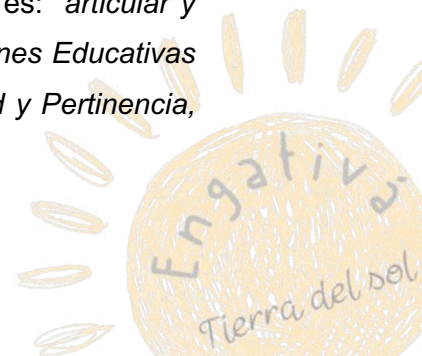 es: "articular y
nes Educativas
d y Pertinencia,
Engativá
Tierra del sol